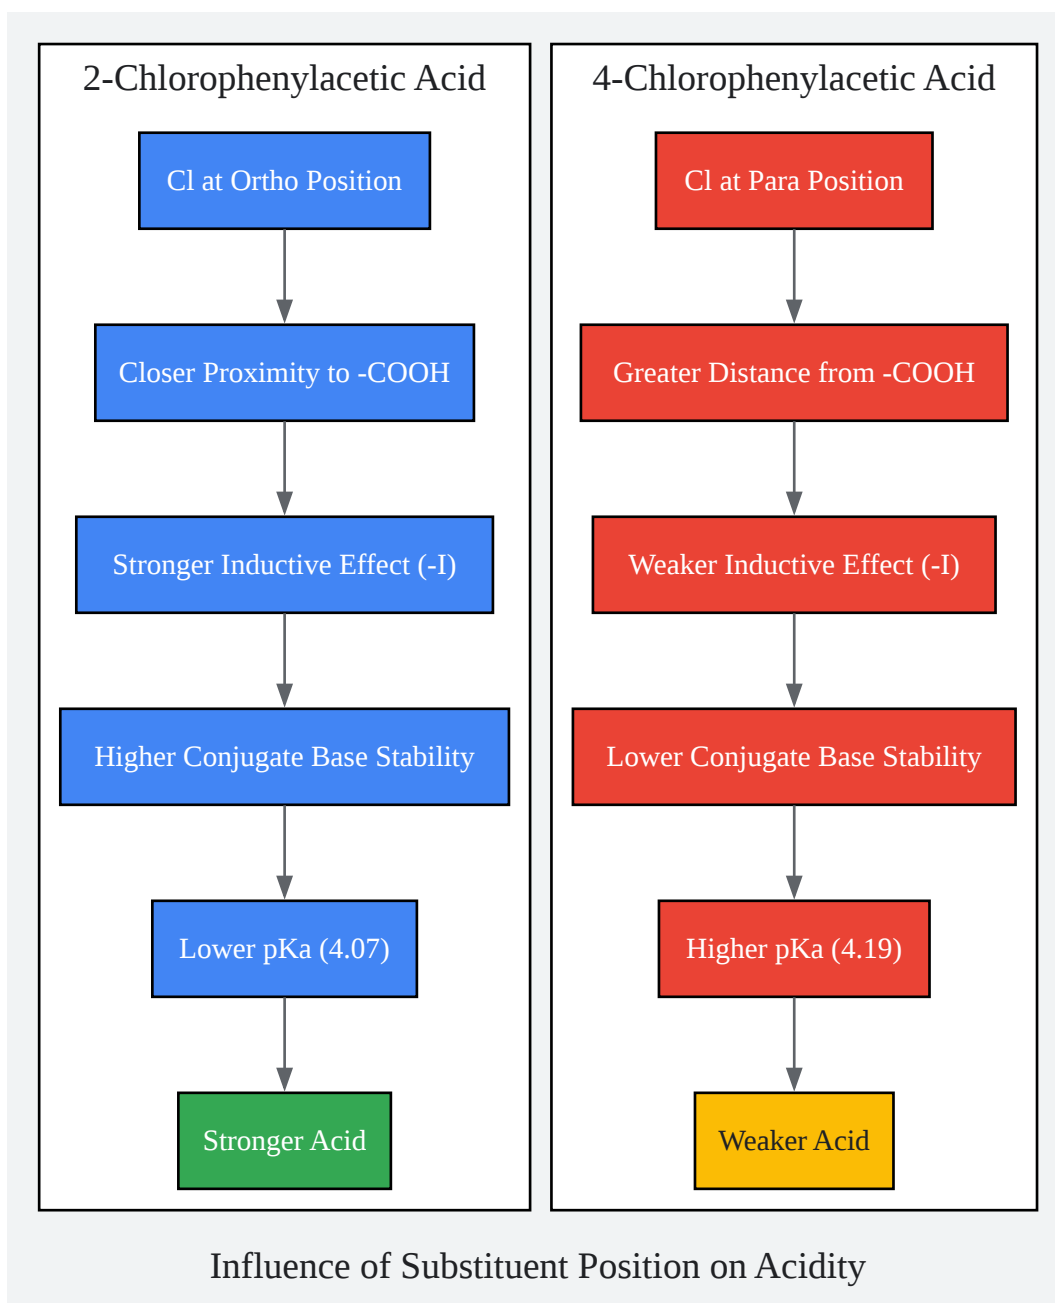 2-Chlorophenylacetic Acid
Cl at Ortho Position
Closer Proximity to -COOH
Stronger Inductive Effect (-I)
Higher Conjugate Base Stability
Lower pKa (4.07)
Stronger Acid
4-Chlorophenylacetic Acid
Cl at Para Position
Greater Distance from -COOH
Weaker Inductive Effect (-I)
Lower Conjugate Base Stability
Higher pKa (4.19)
Weaker Acid
Influence of Substituent Position on Acidity